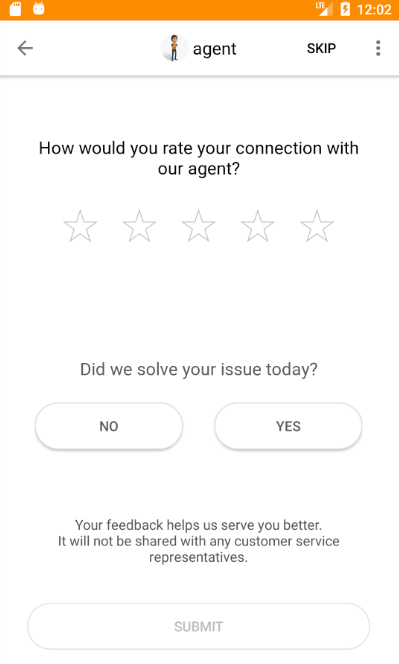 LTE 12:02
agent SKIP
How would you rate your connection with
our agent?
Did we solve your issue today?
NO YES
Your feedback helps us serve you better.
It will not be shared with any customer service
representatives.
SUBMIT